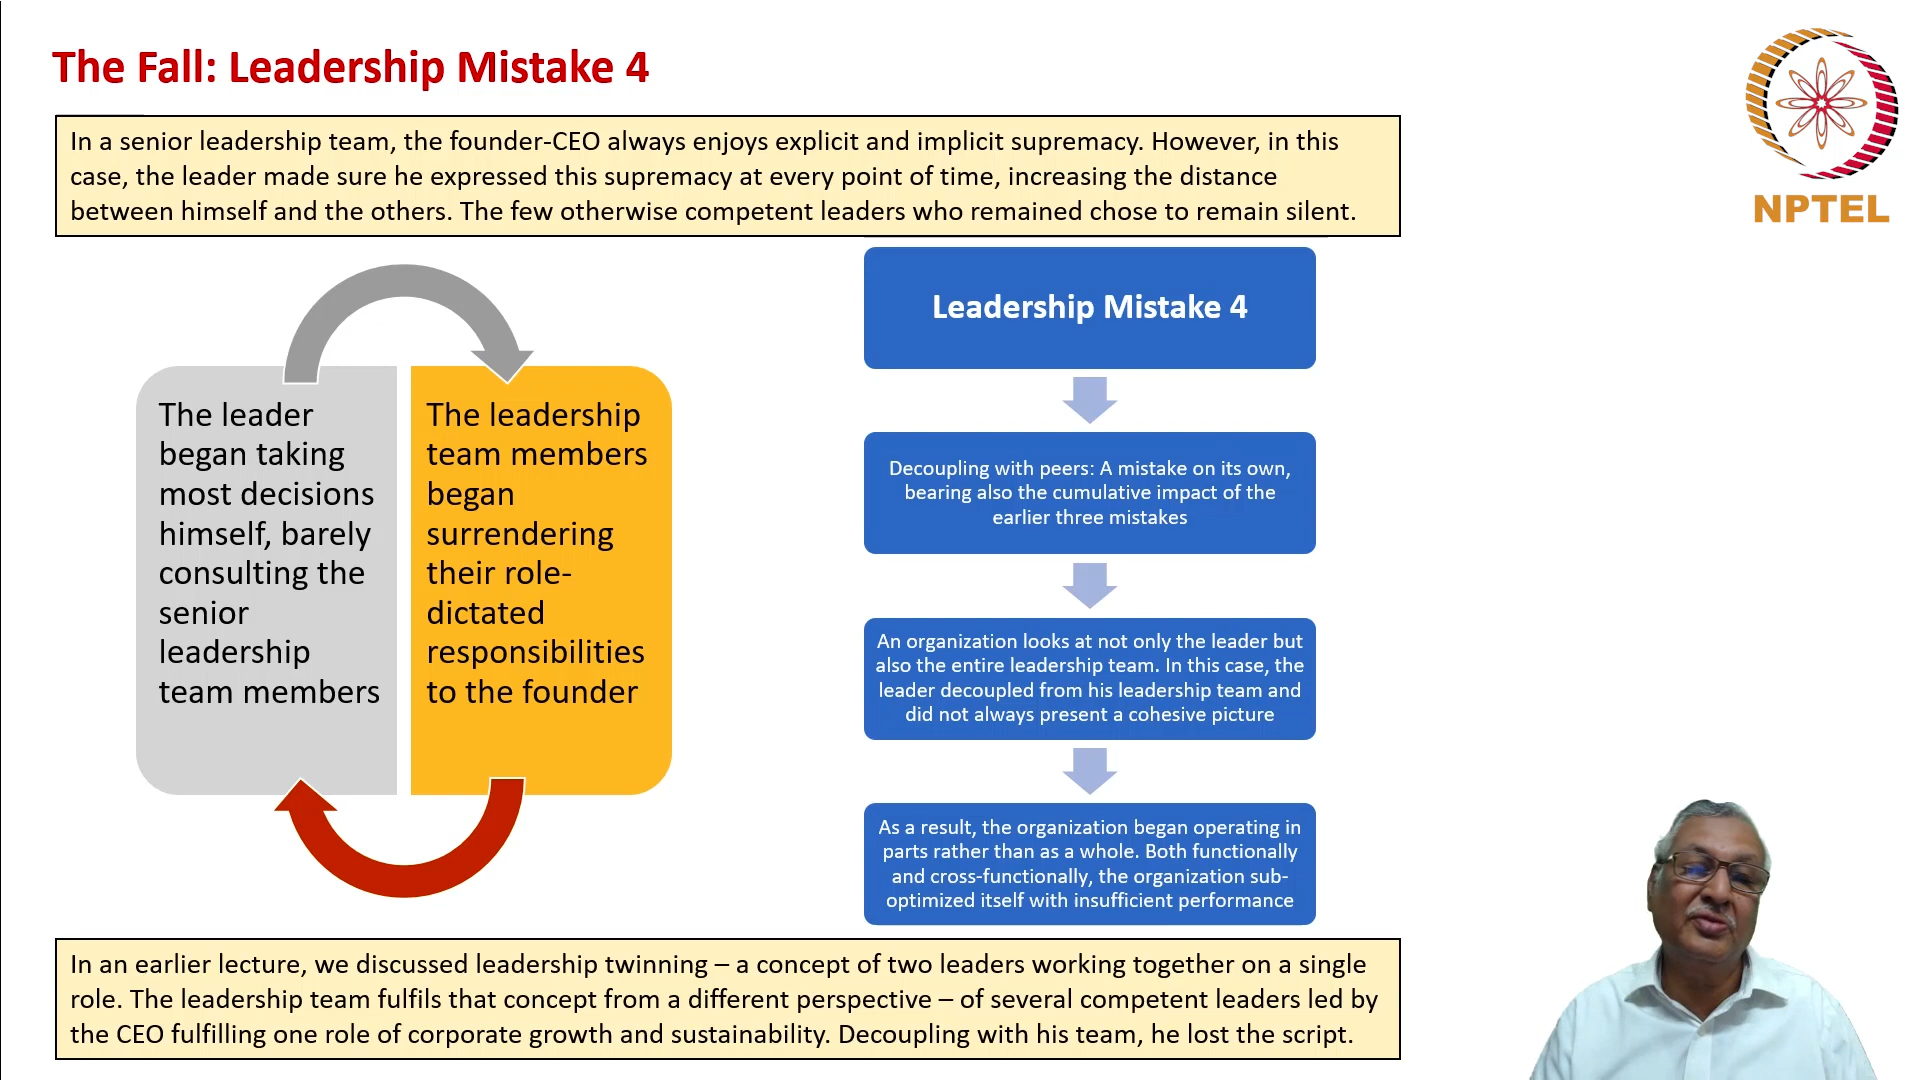 The Fall: Leadership Mistake 4
In a senior leadership team, the founder-CEO always enjoys explicit and implicit supremacy. However, in this
case, the leader made sure he expressed this supremacy at every point of time, increasing the distance
between himself and the others. The few otherwise competent leaders who remained chose to remain silent.
NPTEL
The leader
began taking
most decisions
himself, barely
consulting the
senior
leadership
team members
The leadership
team members
began
surrendering
their role-
dictated
responsibilities
to the founder
Leadership Mistake 4
Decoupling with peers: A mistake on its own,
bearing also the cumulative impact of the
earlier three mistakes
An organization looks at not only the leader but
also the entire leadership team. In this case, the
leader decoupled from his leadership team and
did not always present a cohesive picture
As a result, the organization began operating in
parts rather than as a whole. Both functionally
and cross-functionally, the organization sub-
optimized itself with insufficient performance
In an earlier lecture, we discussed leadership twinning – a concept of two leaders working together on a single
role. The leadership team fulfils that concept from a different perspective – of several competent leaders led by
the CEO fulfilling one role of corporate growth and sustainability. Decoupling with his team, he lost the script.